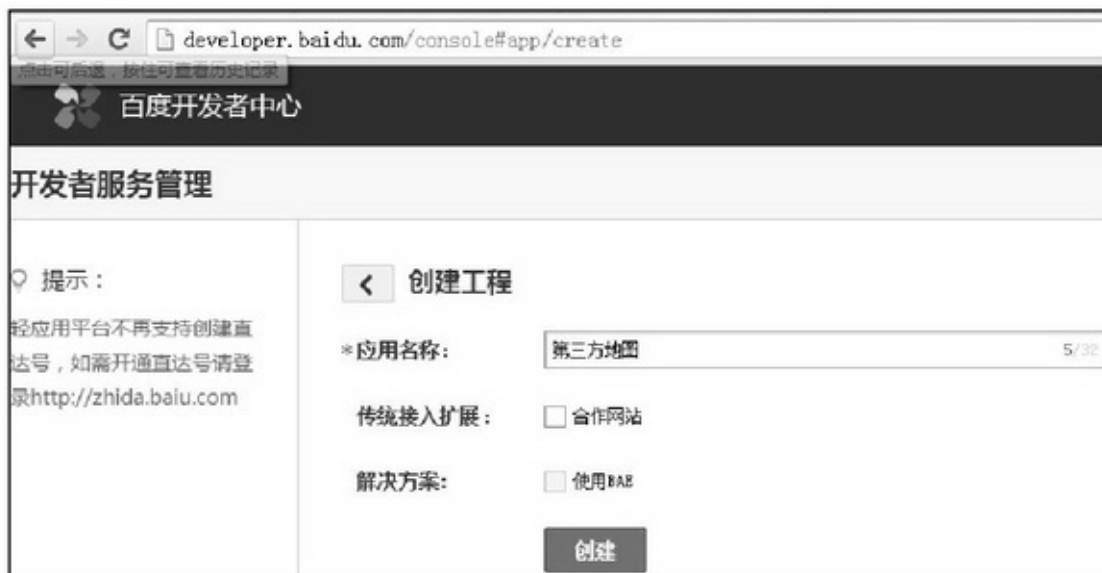 developer.baidu.com/console#app/create
点击可后退，按住可查看历史记录
百度开发者中心
开发者服务管理
提示：
轻应用平台不再支持创建直
达号，如需开通直达号请登
录http://zhida.baiu.com
创建工程
*应用名称：
第三方地图
5/32
传统接入扩展：
合作网站
解决方案:
使用BAE
创建